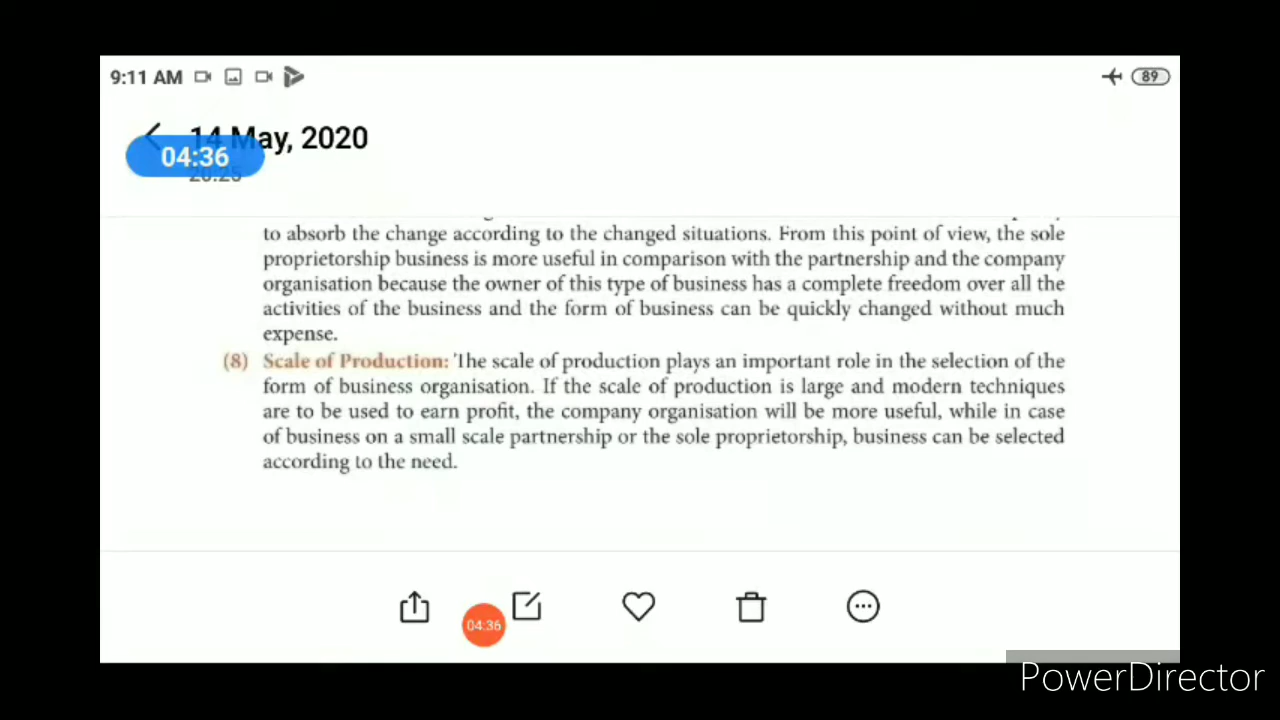 9:11 AM
89
14 May, 2020
04:36
20:25
to absorb the change according to the changed situations. From this point of view, the sole
proprietorship business is more useful in comparison with the partnership and the company
organisation because the owner of this type of business has a complete freedom over all the
activities of the business and the form of business can be quickly changed without much
expense.
(8) Scale of Production: The scale of production plays an important role in the selection of the
form of business organisation. If the scale of production is large and modern techniques
are to be used to earn profit, the company organisation will be more useful, while in case
of business on a small scale partnership or the sole proprietorship, business can be selected
according to the need.
04:36
PowerDirector